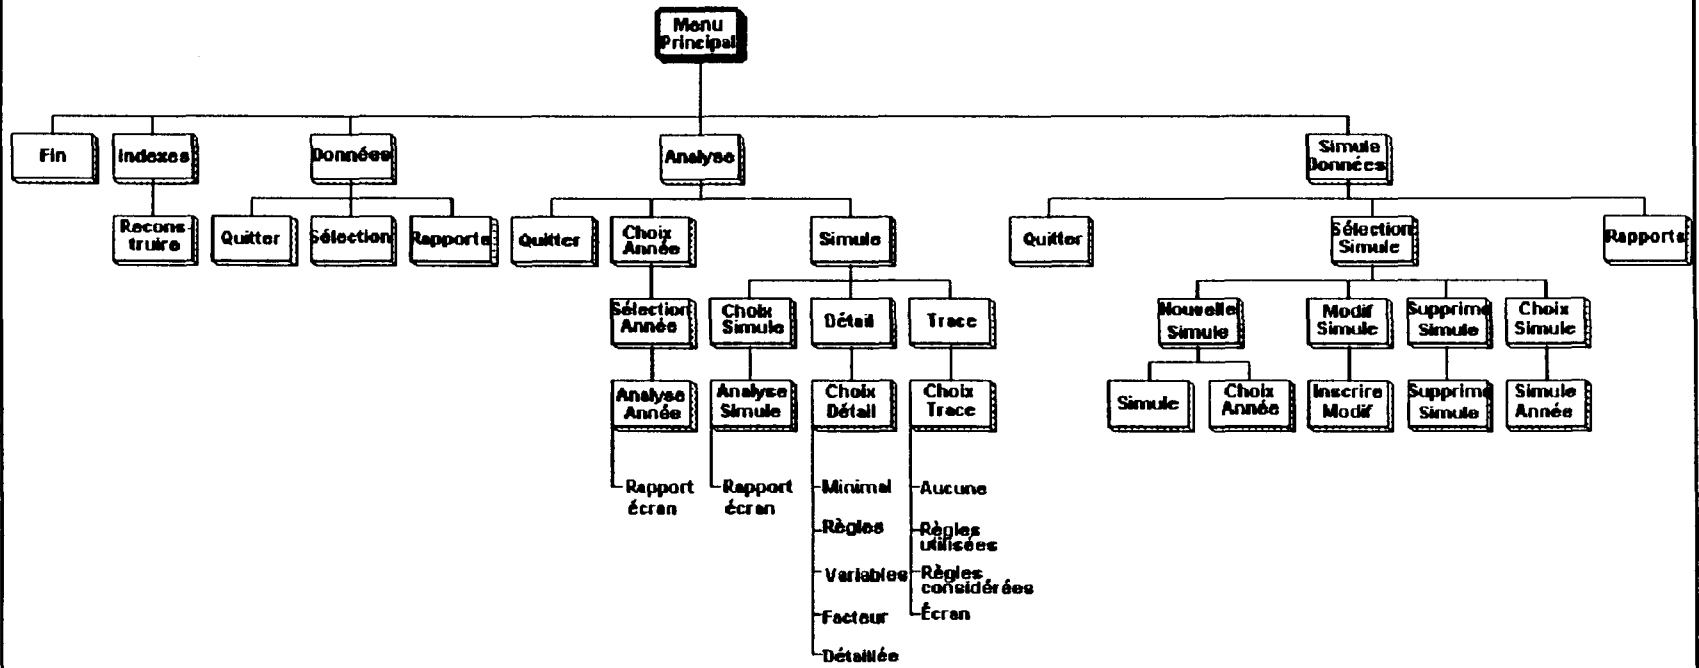 Menu
Principal
Fin
Indexes
Données
Analyse
Simule
Données
Recons
truire
Quitter
Sélection
Rapports
Quitter
Choix
Année
Simule
Quitter
Sélection
Simule
Rapports
Sélection
Année
Choix
Simule
Détail
Trace
Nouvelle
Simule
Modif
Simule
Supprime
Simule
Choix
Simule
Analyse
Année
Analyse
Simule
Choix
Détail
Choix
Trace
Simule
Choix
Année
Inscrire
Modif
Supprime
Simule
Simule
Année
Rapport
écran
Rapport
écran
Minimal
Règles
Variables
Facteur
Détaillée
Aucune
Règles
utilisées
Règles
considérées
Écran